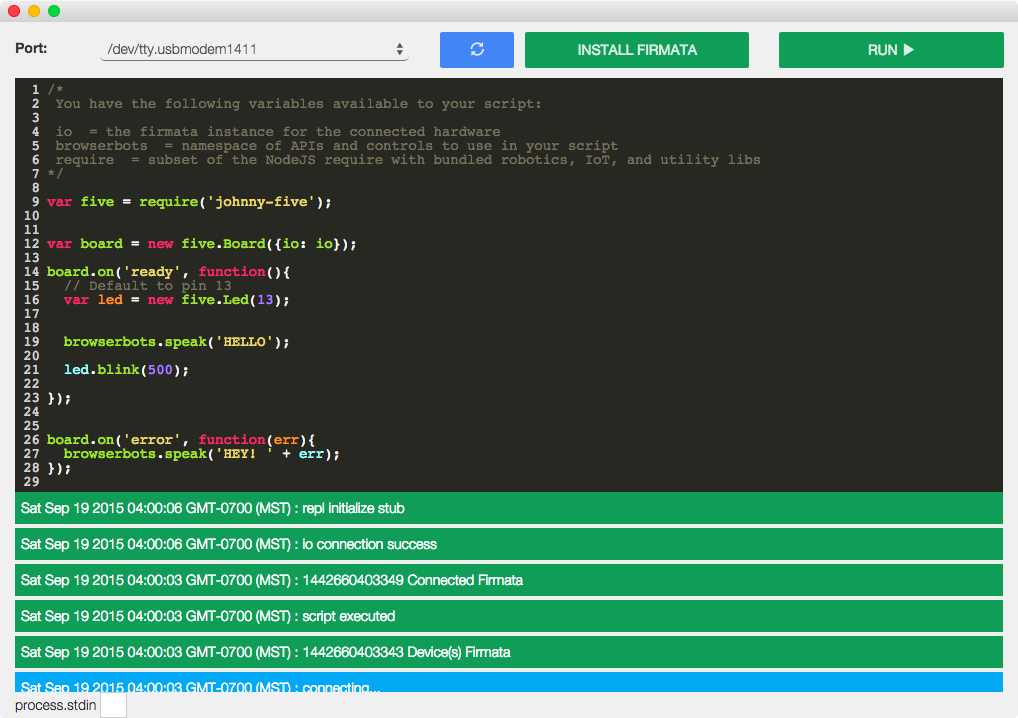 Port: /dev/tty.usbmodem1411 INSTALL FIRMATA RUN
1 /*
2 You have the following variables available to your script:
3
4 io = the firmata instance for the connected hardware
5 browserbots = namespace of APIs and controls to use in your script
6 require = subset of the NodeJS require with bundled robotics, IoT, and utility libs
7 */
8
9 var five = require('johnny-five');
10
11
12 var board = new five.Board({io: io});
13
14 board.on('ready', function(){
15 // Default to pin 13
16 var led = new five.Led(13);
17
18
19 browserbots.speak('HELLO');
20
21 led.blink(500);
22
23 });
24
25
26 board.on('error', function(err){
27 browserbots.speak('HEY! ' + err);
28 });
29
Sat Sep 19 2015 04:00:06 GMT-0700 (MST) : repl initialize stub
Sat Sep 19 2015 04:00:06 GMT-0700 (MST) : io connection success
Sat Sep 19 2015 04:00:03 GMT-0700 (MST) : 1442660403349 Connected Firmata
Sat Sep 19 2015 04:00:03 GMT-0700 (MST) : script executed
Sat Sep 19 2015 04:00:03 GMT-0700 (MST) : 1442660403343 Device(s) Firmata
Sat Sep 19 2015 04:00:03 GMT-0700 (MST) : connecting...
process.stdin